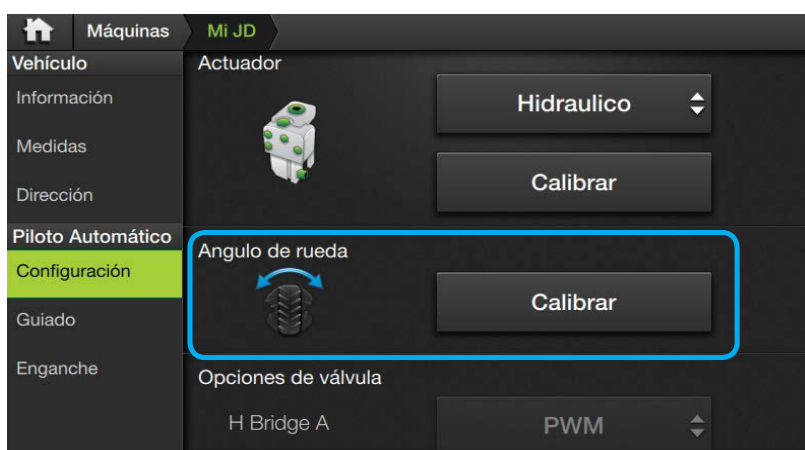 Máquinas
Mi JD
Vehículo
Información
Medidas
Dirección
Piloto Automático
Configuración
Guiado
Enganche
Actuador
Hidraulico
Calibrar
Angulo de rueda
Calibrar
Opciones de válvula
H Bridge A
PWM